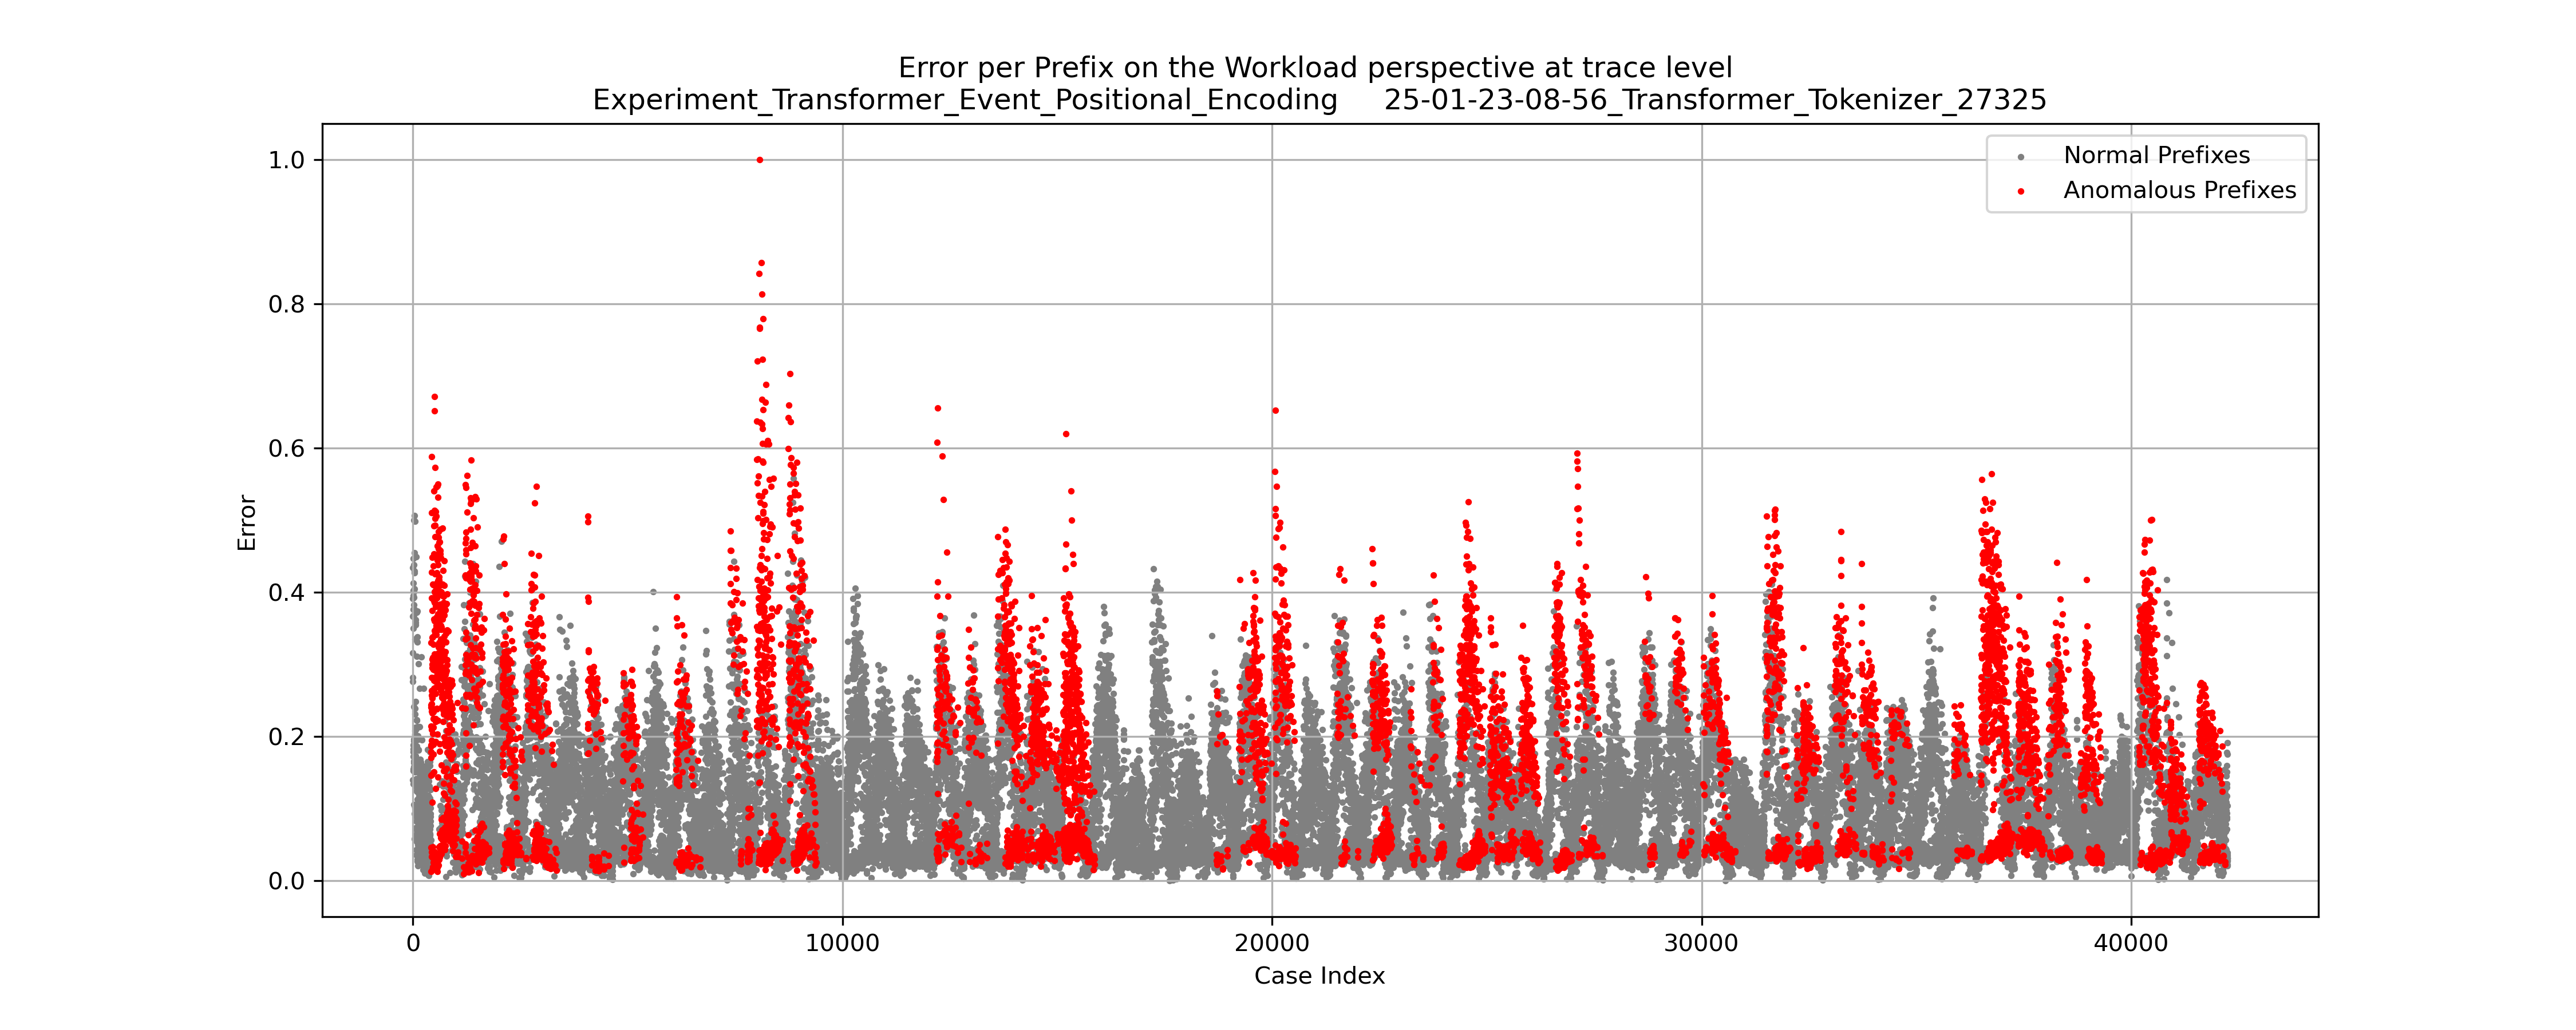 Error per Prefix on the Workload perspective at trace level
Experiment_Transformer_Event_Positional_Encoding    25-01-23-08-56_Transformer_Tokenizer_27325
Normal Prefixes
Anomalous Prefixes
1.0
0.8
0.6
0.4
0.2
0.0
Error
0 10000 20000 30000 40000
Case Index